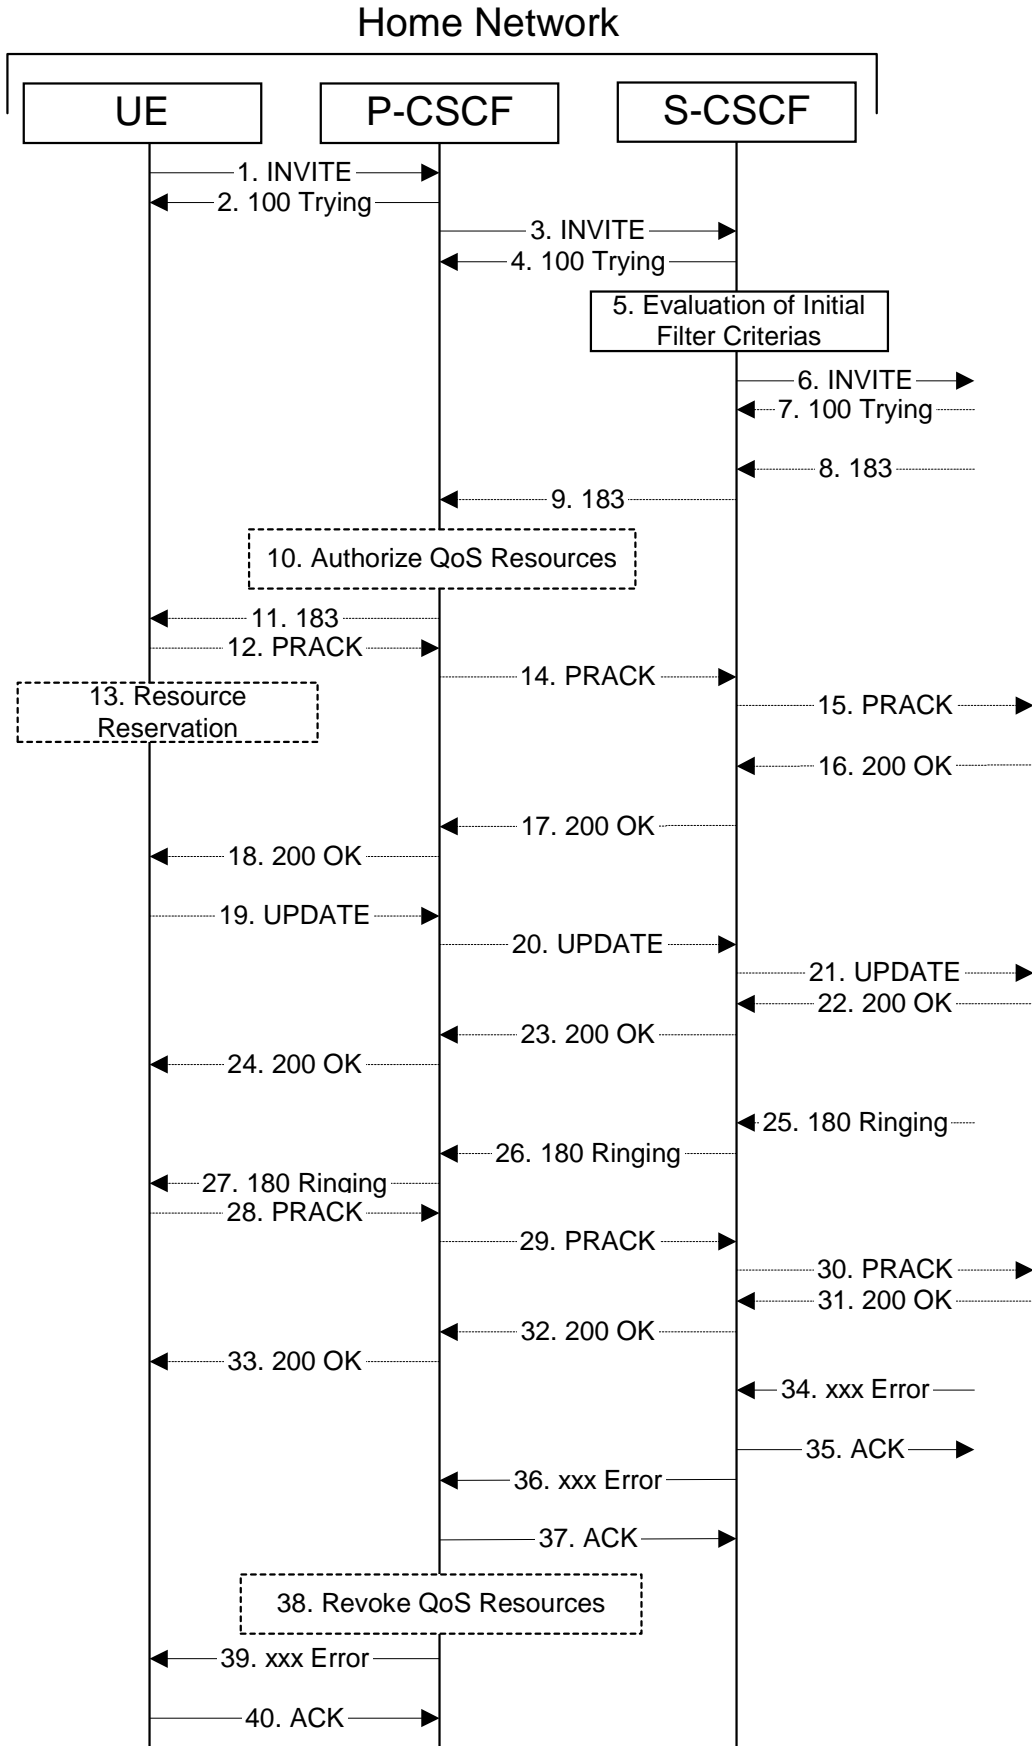 Home Network
UE
P-CSCF
S-CSCF
1. INVITE
2. 100 Trying
3. INVITE
4. 100 Trying
5. Evaluation of Initial
Filter Criterias
6. INVITE
7. 100 Trying
8. 183
9. 183
10. Authorize QoS Resources
11. 183
12. PRACK
14. PRACK
13. Resource
Reservation
15. PRACK
16. 200 OK
17. 200 OK
18. 200 OK
19. UPDATE
20. UPDATE
21. UPDATE
22. 200 OK
23. 200 OK
24. 200 OK
25. 180 Ringing
26. 180 Ringing
27. 180 Ringing
28. PRACK
29. PRACK
30. PRACK
31. 200 OK
32. 200 OK
33. 200 OK
34. xxx Error
35. ACK
36. xxx Error
37. ACK
38. Revoke QoS Resources
39. xxx Error
40. ACK